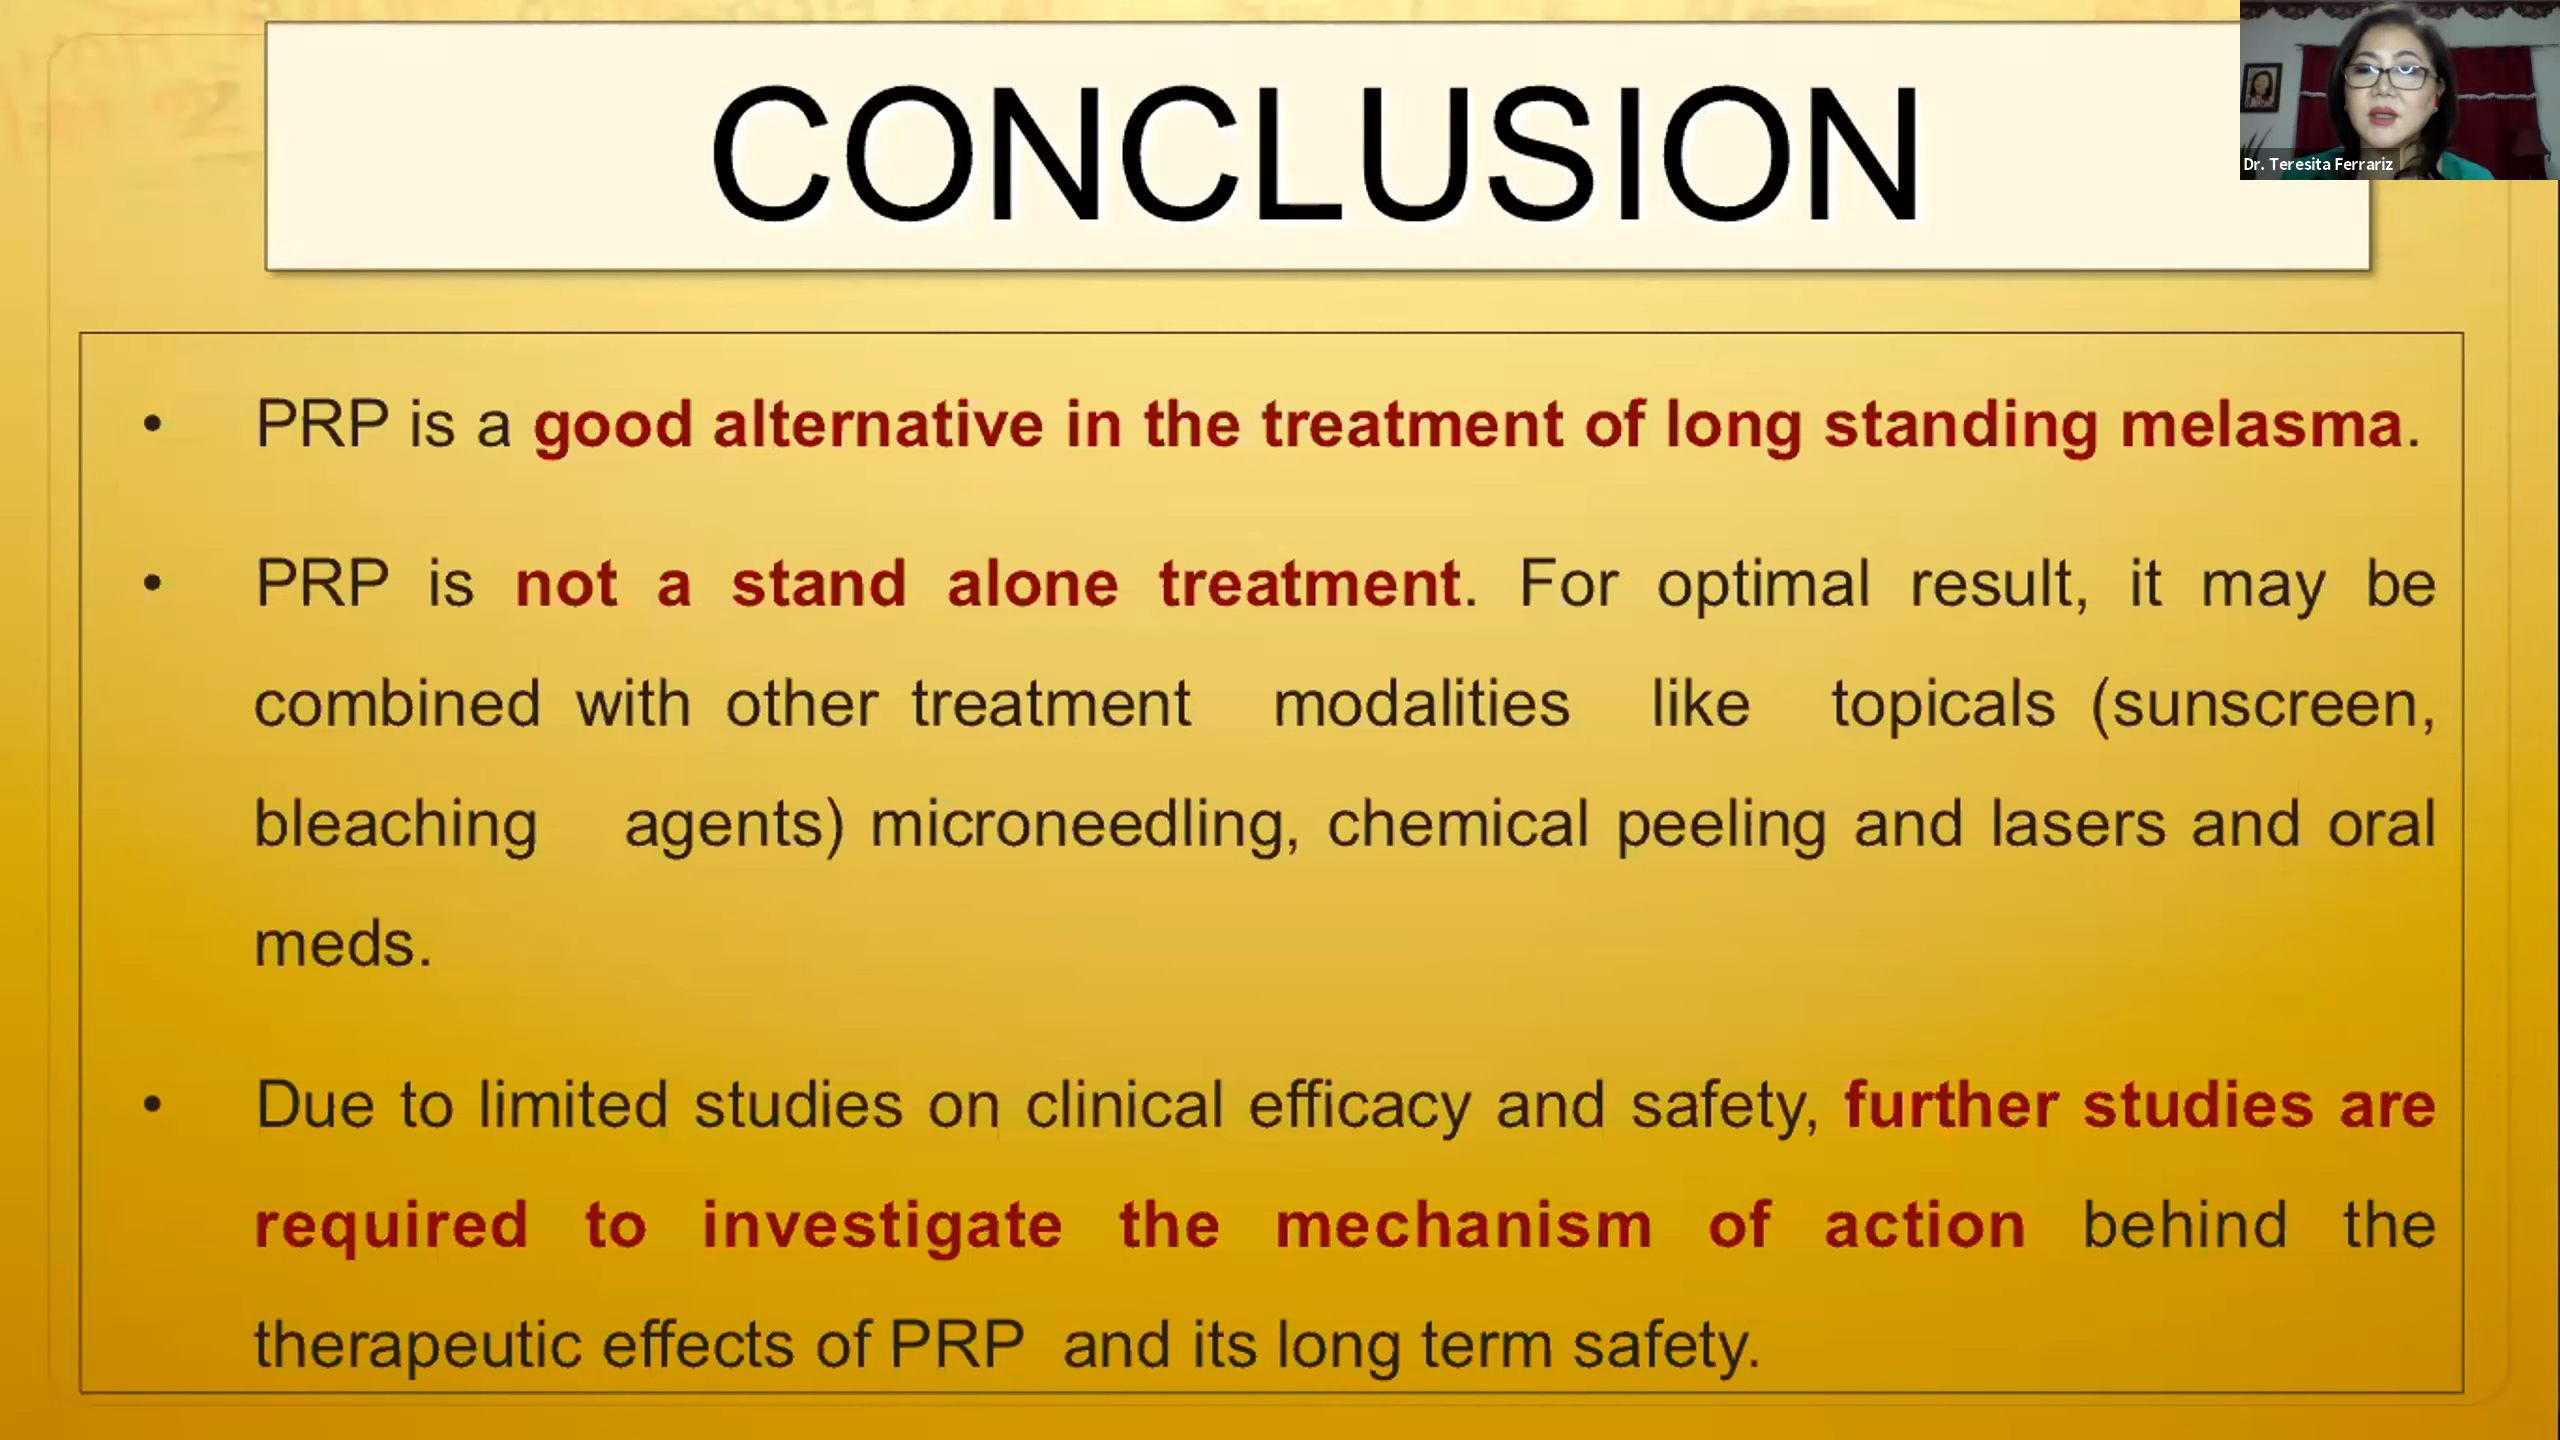 CONCLUSION
Dr. Teresita Ferrariz
• PRP is a good alternative in the treatment of long standing melasma.
• PRP is not a stand alone treatment. For optimal result, it may be
combined with other treatment modalities like topicals (sunscreen,
bleaching agents) microneedling, chemical peeling and lasers and oral
meds.
• Due to limited studies on clinical efficacy and safety, further studies are
required to investigate the mechanism of action behind the
therapeutic effects of PRP and its long term safety.